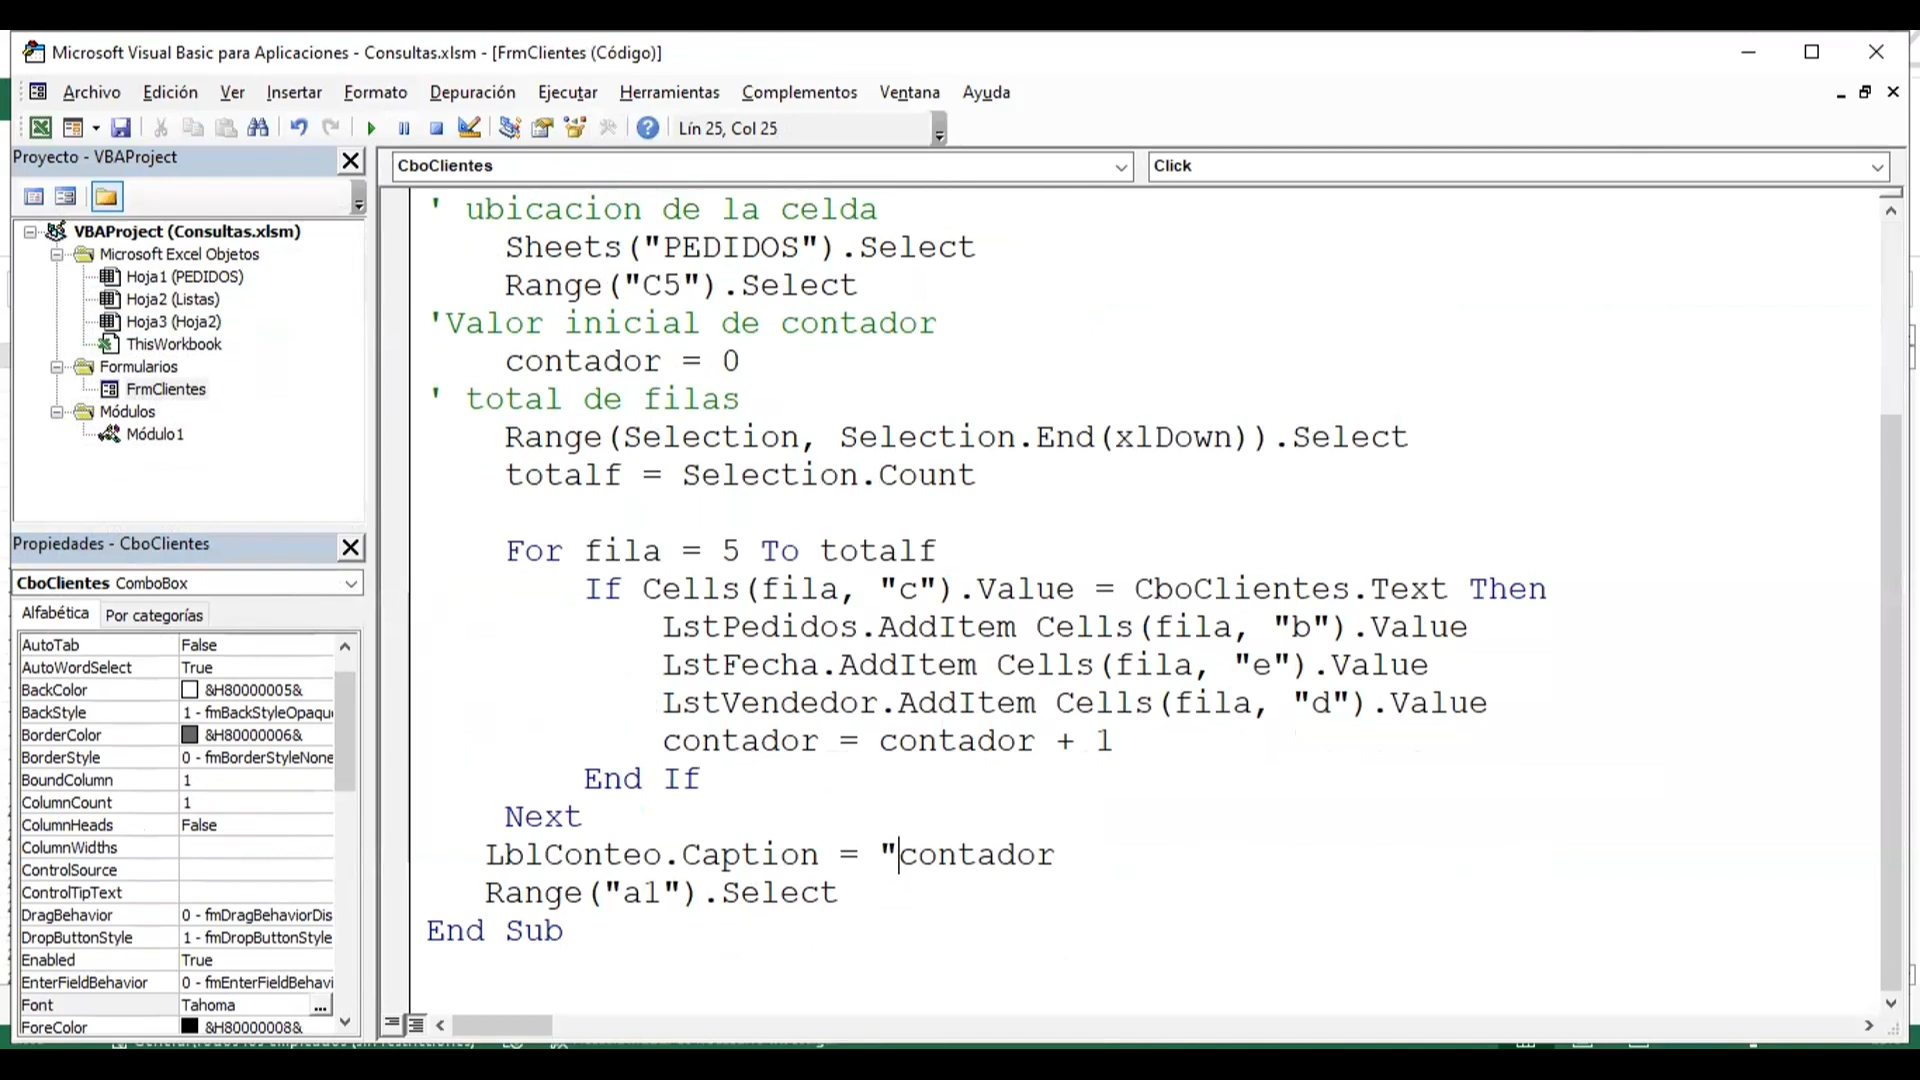 Microsoft Visual Basic para Aplicaciones - Consultas.xlsm - [FrmClientes (Código)]
Archivo Edición Ver Insertar Formato Depuración Ejecutar Herramientas Complementos Ventana Ayuda
Lín 25, Col 25
Proyecto - VBAProject
VBAProject (Consultas.xlsm)
Microsoft Excel Objetos
Hoja1 (PEDIDOS)
Hoja2 (Listas)
Hoja3 (Hoja2)
ThisWorkbook
Formularios
FrmClientes
Módulos
Módulo1
Propiedades - CboClientes
CboClientes ComboBox
Alfabética Por categorías
AutoTab False
AutoWordSelect True
BackColor &H80000005&
BackStyle 1 - fmBackStyleOpaqu
BorderColor &H80000006&
BorderStyle 0 - fmBorderStyleNone
BoundColumn 1
ColumnCount 1
ColumnHeads False
ColumnWidths
ControlSource
ControlTipText
DragBehavior 0 - fmDragBehaviorDis
DropButtonStyle 1 - fmDropButtonStyle
Enabled True
EnterFieldBehavior 0 - fmEnterFieldBehavi
Font Tahoma ...
ForeColor &H80000008&
CboClientes Click
' ubicacion de la celda
Sheets("PEDIDOS").Select
Range("C5").Select
'Valor inicial de contador
contador = 0
' total de filas
Range(Selection, Selection.End(xlDown)).Select
totalf = Selection.Count
For fila = 5 To totalf
If Cells(fila, "c").Value = CboClientes.Text Then
LstPedidos.AddItem Cells(fila, "b").Value
LstFecha.AddItem Cells(fila, "e").Value
LstVendedor.AddItem Cells(fila, "d").Value
contador = contador + 1
End If
Next
LblConteo.Caption = "contador
Range("a1").Select
End Sub